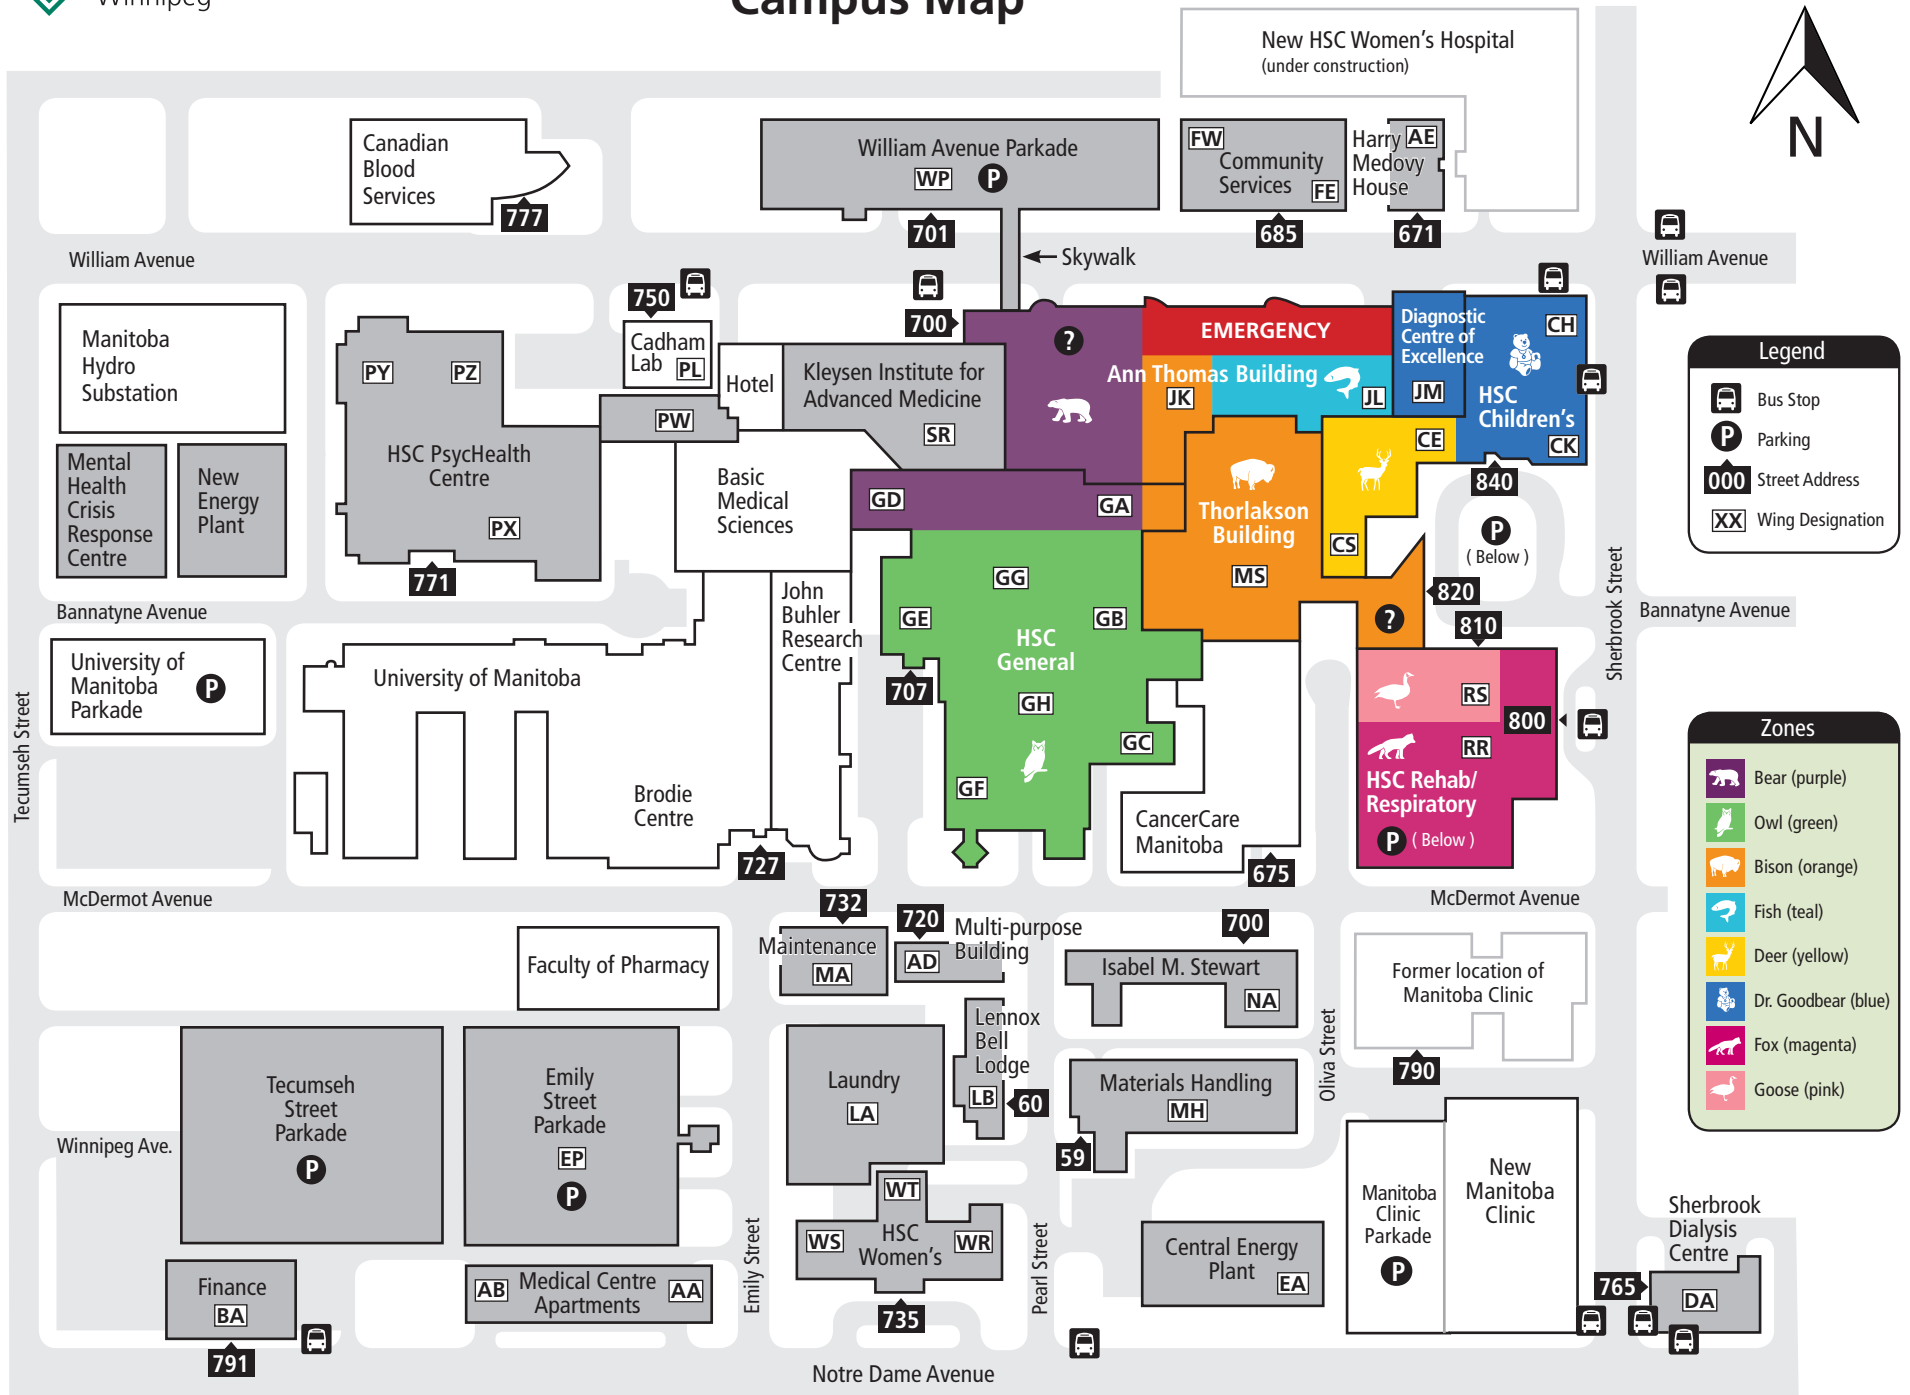 Winnipeg
Campus Map
New HSC Women's Hospital
(under construction)
N
Canadian
Blood
Services
777
William Avenue Parkade
WP
P
701
FW
Community
Services
FE
685
Harry
Medovy
House
AE
671
Skywalk
William Avenue
William Avenue
Manitoba
Hydro
Substation
750
Cadham
Lab
PL
700
Hotel
Kleysen Institute for
Advanced Medicine
SR
?
EMERGENCY
Ann Thomas Building
JK
JL
Diagnostic
Centre of
Excellence
JM
CH
HSC
Children's
CK
840
P
( Below )
Legend
Bus Stop
P
Parking
000
Street Address
XX
Wing Designation
PY
PZ
PW
HSC PsycHealth
Centre
PX
771
Mental
Health
Crisis
Response
Centre
New
Energy
Plant
Basic
Medical
Sciences
GD
GA
Thorlakson
Building
MS
CE
CS
820
810
?
Sherbrook Street
Bannatyne Avenue
Bannatyne Avenue
University of
Manitoba
Parkade
P
Tecumseh Street
University of Manitoba
Brodie
Centre
727
John
Buhler
Research
Centre
GG
GE
GB
HSC
General
707
GH
GC
GF
CancerCare
Manitoba
675
RS
800
RR
HSC Rehab/
Respiratory
P
( Below )
Zones
Bear (purple)
Owl (green)
Bison (orange)
Fish (teal)
Deer (yellow)
Dr. Goodbear (blue)
Fox (magenta)
Goose (pink)
McDermot Avenue
McDermot Avenue
Faculty of Pharmacy
732
Maintenance
MA
720
AD
Multi-purpose
Building
700
Isabel M. Stewart
NA
Former location of
Manitoba Clinic
790
Oliva Street
Tecumseh
Street
Parkade
P
Emily
Street
Parkade
EP
P
Winnipeg Ave.
Laundry
LA
Lennox
Bell
Lodge
LB
60
Materials Handling
MH
59
WT
WS
HSC
Women's
WR
735
Emily Street
Pearl Street
Central Energy
Plant
EA
Manitoba
Clinic
Parkade
P
New
Manitoba
Clinic
Sherbrook
Dialysis
Centre
765
DA
Finance
BA
791
AB
Medical Centre
Apartments
AA
Notre Dame Avenue